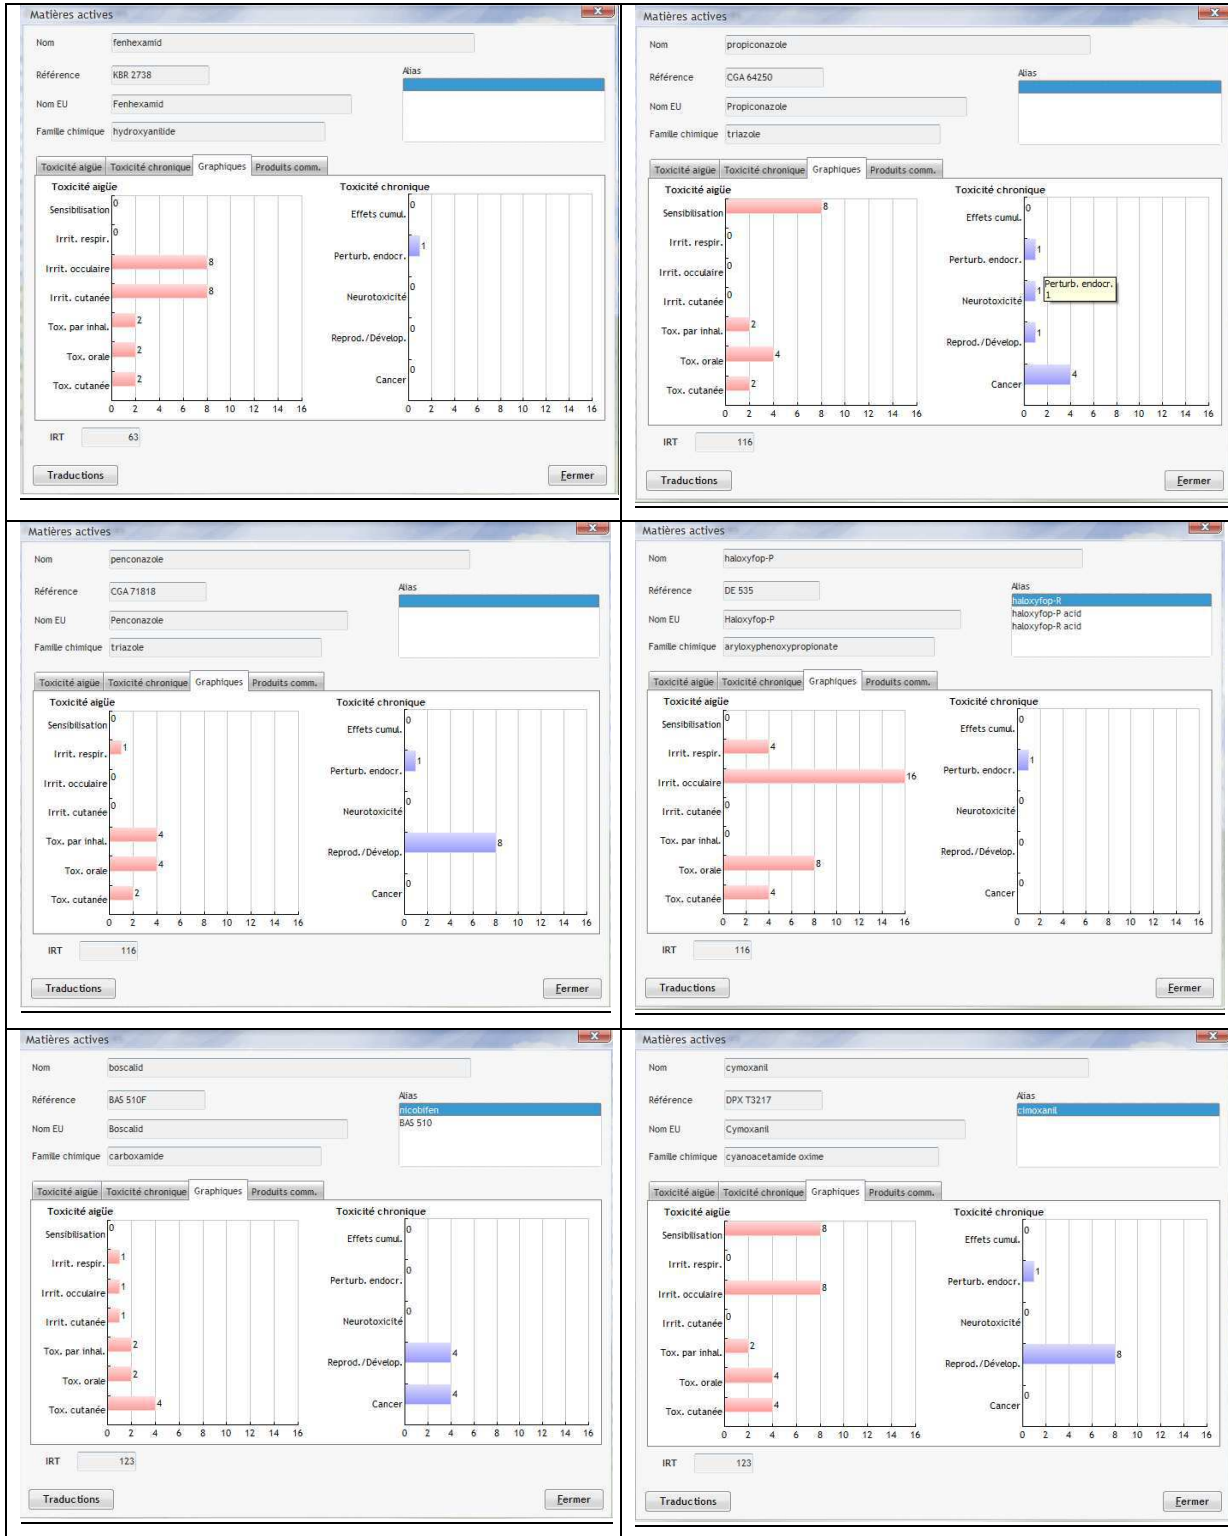 Matières actives
Nom fenhexamid
Référence KBR 2738 Alias
Nom EU Fenhexamid
Famille chimique hydroxyanilide
Toxicité aigüe Toxicité chronique Graphiques Produits comm.
Toxicité aigüe Toxicité chronique
Sensibilisation 0 Effets cumul. 0
Irrit. respir. 0 Perturb. endocr. 1
Irrit. occulaire 8 Neurotoxicité 0
Irrit. cutanée 8 Reprod./Dévelop. 0
Tox. par inhal. 2 Cancer 0
Tox. orale 2
Tox. cutanée 2
0 2 4 6 8 10 12 14 16 0 2 4 6 8 10 12 14 16
IRT 63
Traductions Fermer
Matières actives
Nom propiconazole
Référence CGA 64250 Alias
Nom EU Propiconazole
Famille chimique triazole
Toxicité aigüe Toxicité chronique Graphiques Produits comm.
Toxicité aigüe Toxicité chronique
Sensibilisation 8 Effets cumul. 0
Irrit. respir. 0 Perturb. endocr. 1
Irrit. occulaire 0 Neurotoxicité 1 Perturb. endocr.
1
Irrit. cutanée 0 Reprod./Dévelop. 1
Tox. par inhal. 2 Cancer 4
Tox. orale 4
Tox. cutanée 2
0 2 4 6 8 10 12 14 16 0 2 4 6 8 10 12 14 16
IRT 116
Traductions Fermer
Matières actives
Nom penconazole
Référence CGA 71818 Alias
Nom EU Penconazole
Famille chimique triazole
Toxicité aigüe Toxicité chronique Graphiques Produits comm.
Toxicité aigüe Toxicité chronique
Sensibilisation 0 Effets cumul. 0
Irrit. respir. 1 Perturb. endocr. 1
Irrit. occulaire 0 Neurotoxicité 0
Irrit. cutanée 0 Reprod./Dévelop. 8
Tox. par inhal. 4 Cancer 0
Tox. orale 4
Tox. cutanée 2
0 2 4 6 8 10 12 14 16 0 2 4 6 8 10 12 14 16
IRT 116
Traductions Fermer
Matières actives
Nom haloxyfop-P
Référence DE 535 Alias
haloxyfop-R
haloxyfop-P acid
haloxyfop-R acid
Nom EU Haloxyfop-P
Famille chimique aryloxyphenoxypropionate
Toxicité aigüe Toxicité chronique Graphiques Produits comm.
Toxicité aigüe Toxicité chronique
Sensibilisation 0 Effets cumul. 0
Irrit. respir. 4 Perturb. endocr. 1
Irrit. occulaire 16 Neurotoxicité 0
Irrit. cutanée 0 Reprod./Dévelop. 0
Tox. par inhal. 0 Cancer 0
Tox. orale 8
Tox. cutanée 4
0 2 4 6 8 10 12 14 16 0 2 4 6 8 10 12 14 16
IRT 116
Traductions Fermer
Matières actives
Nom boscalid
Référence BAS 510F Alias
nicobifen
BAS 510
Nom EU Boscalid
Famille chimique carboxamide
Toxicité aigüe Toxicité chronique Graphiques Produits comm.
Toxicité aigüe Toxicité chronique
Sensibilisation 0 Effets cumul. 0
Irrit. respir. 1 Perturb. endocr. 0
Irrit. occulaire 1 Neurotoxicité 0
Irrit. cutanée 1 Reprod./Dévelop. 4
Tox. par inhal. 2 Cancer 4
Tox. orale 2
Tox. cutanée 4
0 2 4 6 8 10 12 14 16 0 2 4 6 8 10 12 14 16
IRT 123
Traductions Fermer
Matières actives
Nom cymoxanil
Référence DPX T3217 Alias
cimoxanil
Nom EU Cymoxanil
Famille chimique cyanoacetamide oxime
Toxicité aigüe Toxicité chronique Graphiques Produits comm.
Toxicité aigüe Toxicité chronique
Sensibilisation 8 Effets cumul. 0
Irrit. respir. 0 Perturb. endocr. 1
Irrit. occulaire 8 Neurotoxicité 0
Irrit. cutanée 0 Reprod./Dévelop. 8
Tox. par inhal. 2 Cancer 0
Tox. orale 4
Tox. cutanée 4
0 2 4 6 8 10 12 14 16 0 2 4 6 8 10 12 14 16
IRT 123
Traductions Fermer